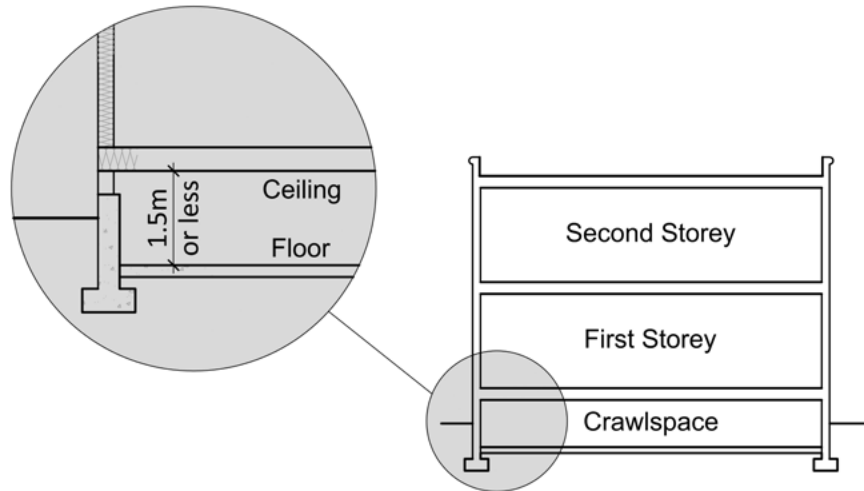 1.5m
or less
Ceiling
Floor
Second Storey
First Storey
Crawlspace